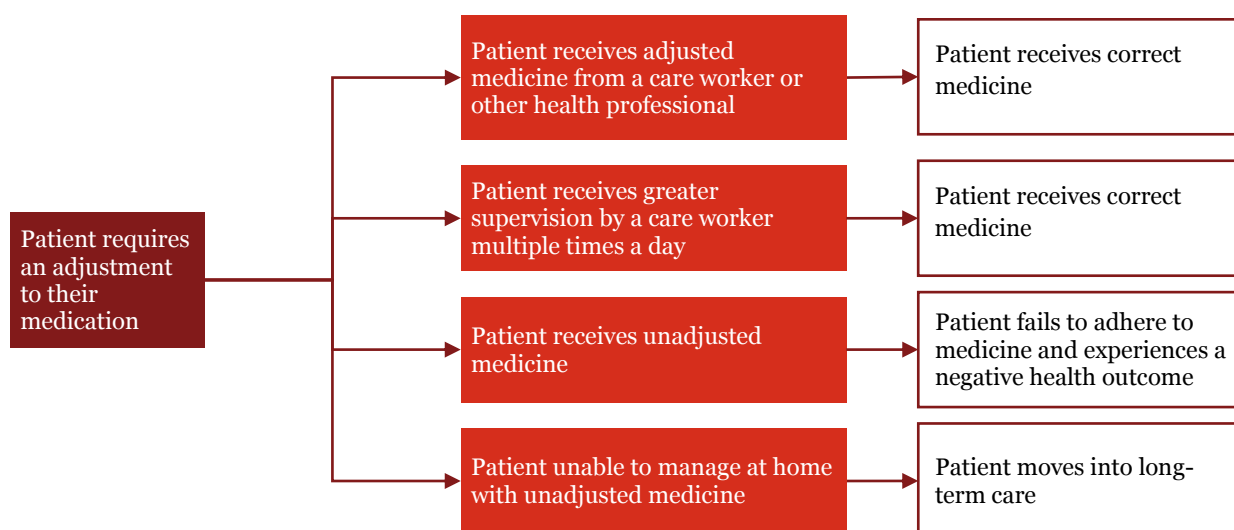 Patient requires
an adjustment
to their
medication
Patient receives adjusted
medicine from a care worker or
other health professional
Patient receives correct
medicine
Patient receives greater
supervision by a care worker
multiple times a day
Patient receives correct
medicine
Patient receives unadjusted
medicine
Patient fails to adhere to
medicine and experiences a
negative health outcome
Patient unable to manage at home
with unadjusted medicine
Patient moves into long-
term care